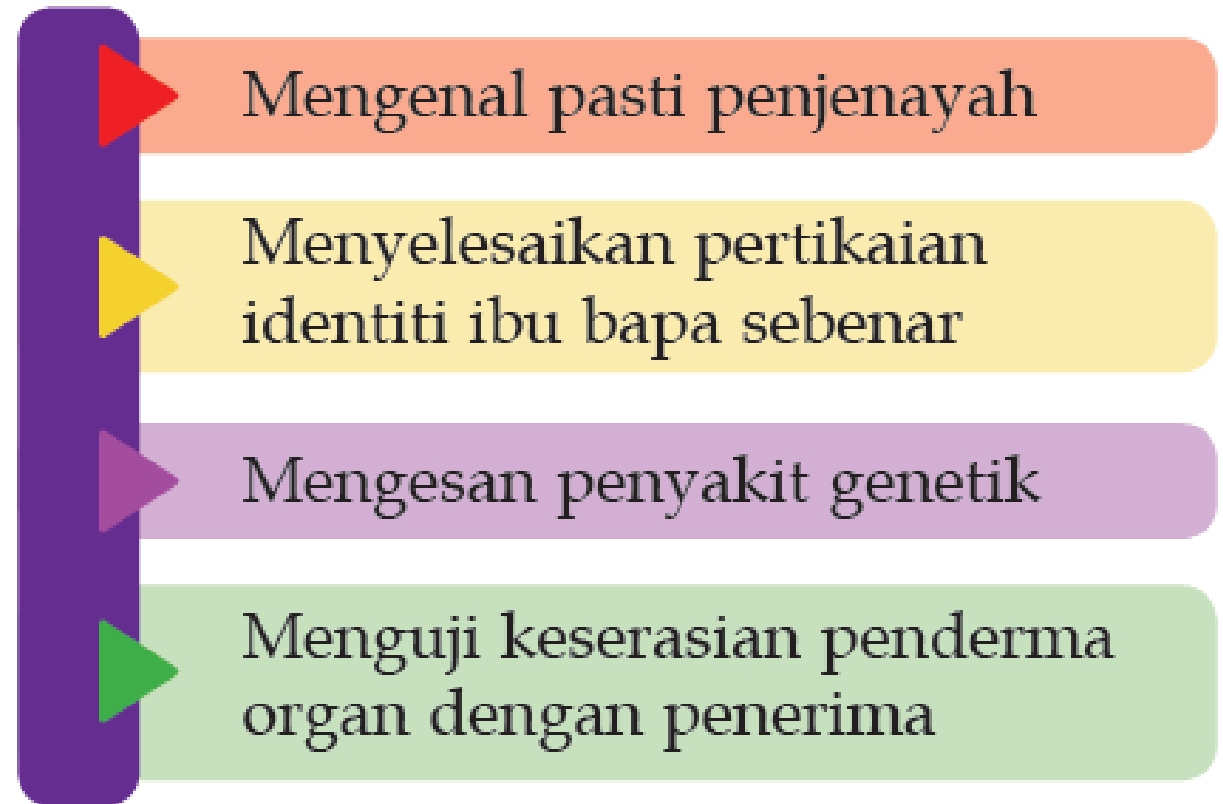 Mengenal pasti penjenayah
Menyelesaikan pertikaian
identiti ibu bapa sebenar
Mengesan penyakit genetik
Menguji keserasian penderma
organ dengan penerima